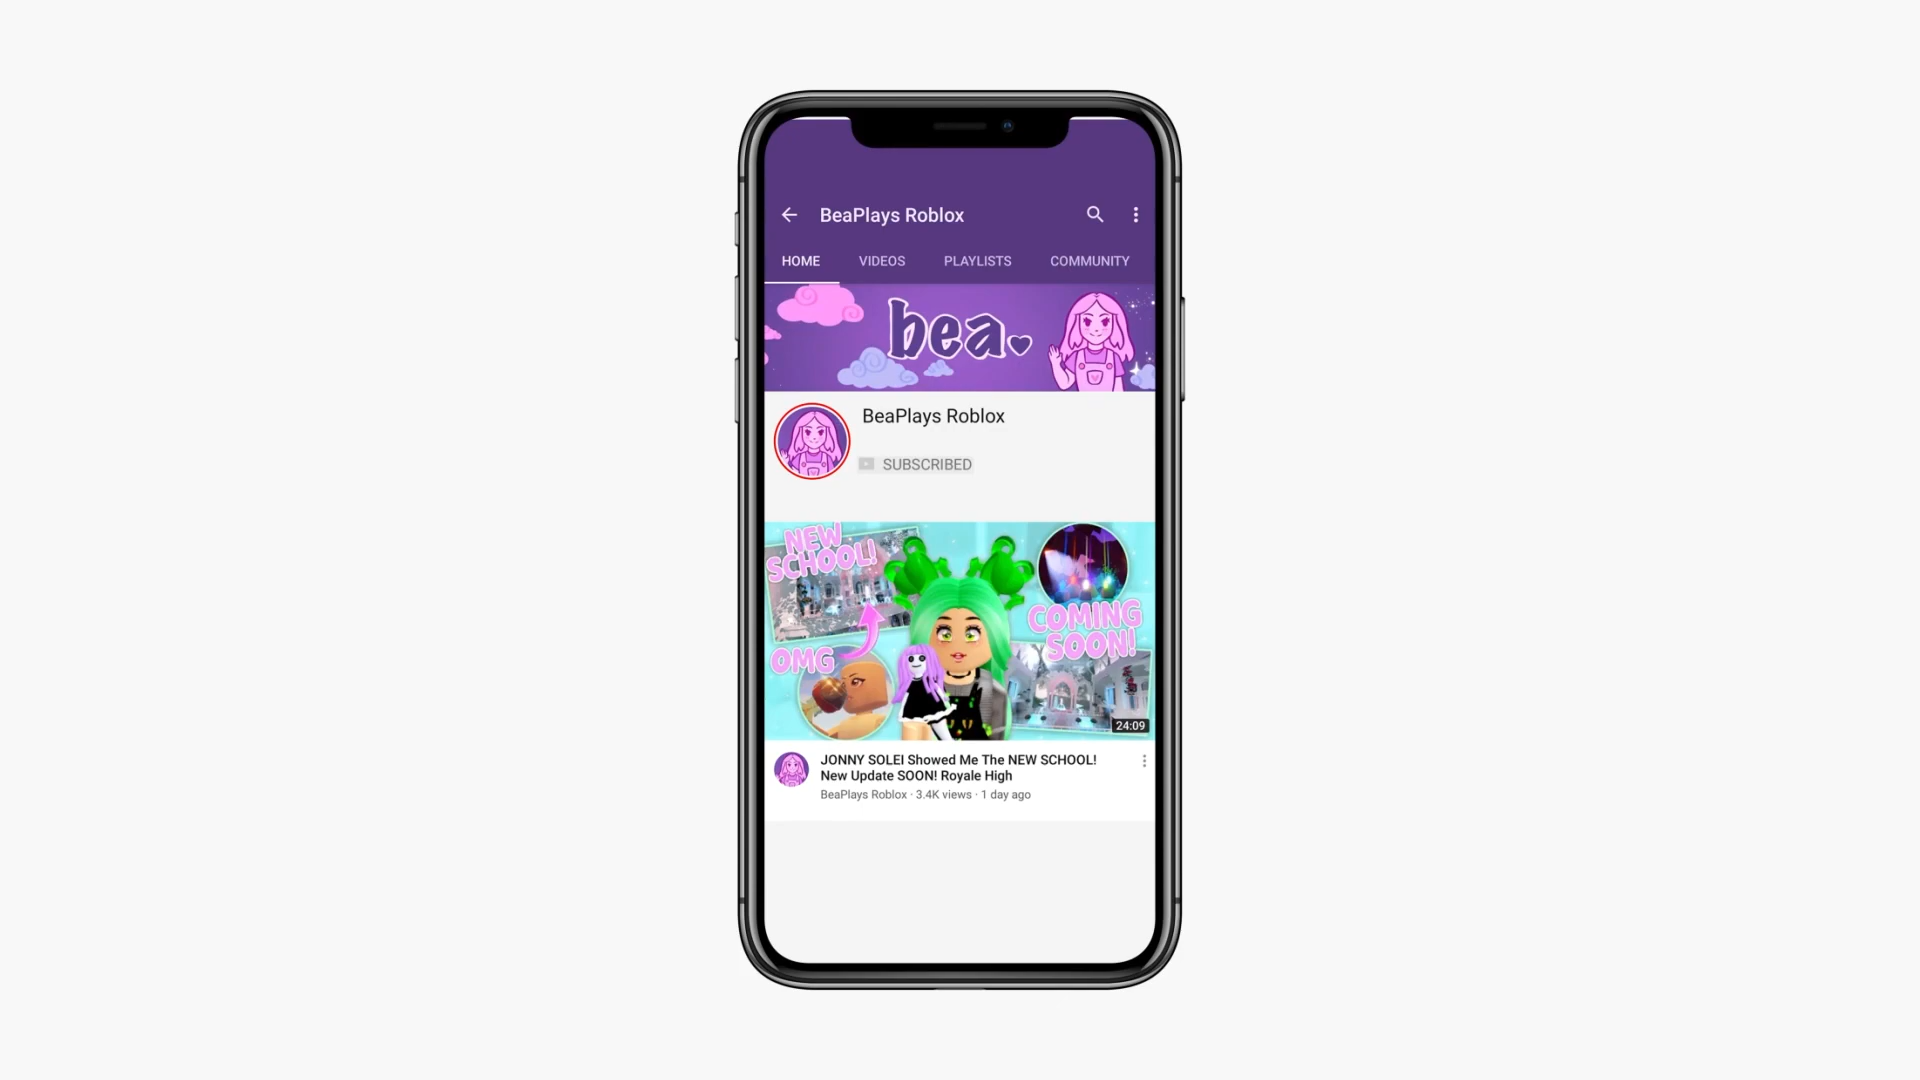 BeaPlays Roblox
HOME VIDEOS PLAYLISTS COMMUNITY
bea
BeaPlays Roblox
SUBSCRIBED
NEW
SCHOOL!
COMING
SOON!
OMG
24:09
JONNY SOLEI Showed Me The NEW SCHOOL!
New Update SOON! Royale High
BeaPlays Roblox · 3.4K views · 1 day ago